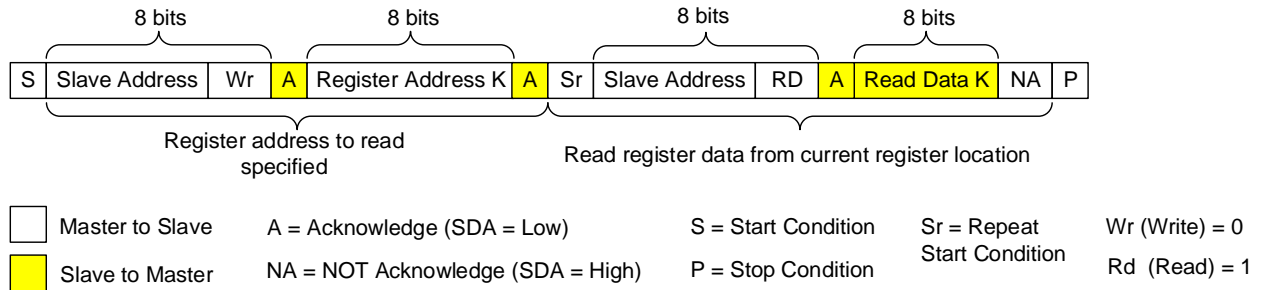 8 bits 8 bits 8 bits 8 bits
S Slave Address Wr A Register Address K A Sr Slave Address RD A Read Data K NA P
Register address to read
specified
Read register data from current register location
Master to Slave A = Acknowledge (SDA = Low) S = Start Condition Sr = Repeat
Start Condition Wr (Write) = 0
Slave to Master NA = NOT Acknowledge (SDA = High) P = Stop Condition Rd (Read) = 1